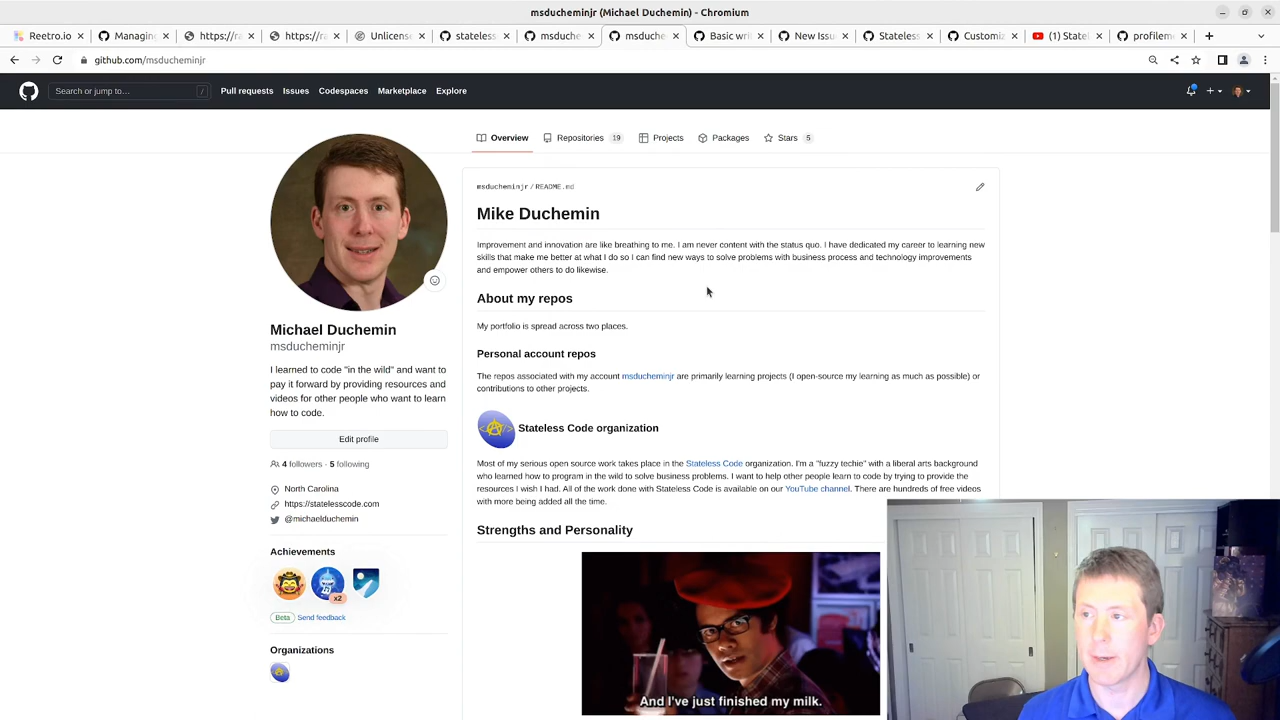 msducheminjr (Michael Duchemin) - Chromium
Reetro.io
Managing
https://ra
https://ra
Unlicense
stateless
msduche
msduche
Basic wri
New Issu
Stateless
Customiz
(1) Statel
profileme
github.com/msducheminjr
Search or jump to… /
Pull requests Issues Codespaces Marketplace Explore
Overview Repositories 19 Projects Packages Stars 5
msducheminjr / README.md
Mike Duchemin
Improvement and innovation are like breathing to me. I am never content with the status quo. I have dedicated my career to learning new
skills that make me better at what I do so I can find new ways to solve problems with business process and technology improvements
and empower others to do likewise.
About my repos
My portfolio is spread across two places.
Personal account repos
The repos associated with my account msducheminjr are primarily learning projects (I open-source my learning as much as possible) or
contributions to other projects.
Stateless Code organization
Most of my serious open source work takes place in the Stateless Code organization. I'm a "fuzzy techie" with a liberal arts background
who learned how to program in the wild to solve business problems. I want to help other people learn to code by trying to provide the
resources I wish I had. All of the work done with Stateless Code is available on our YouTube channel. There are hundreds of free videos
with more being added all the time.
Strengths and Personality
And I've just finished my milk.
Michael Duchemin
msducheminjr
I learned to code "in the wild" and want to
pay it forward by providing resources and
videos for other people who want to learn
how to code.
Edit profile
4 followers · 5 following
North Carolina
https://statelesscode.com
@michaelduchemin
Achievements
x2
Beta Send feedback
Organizations